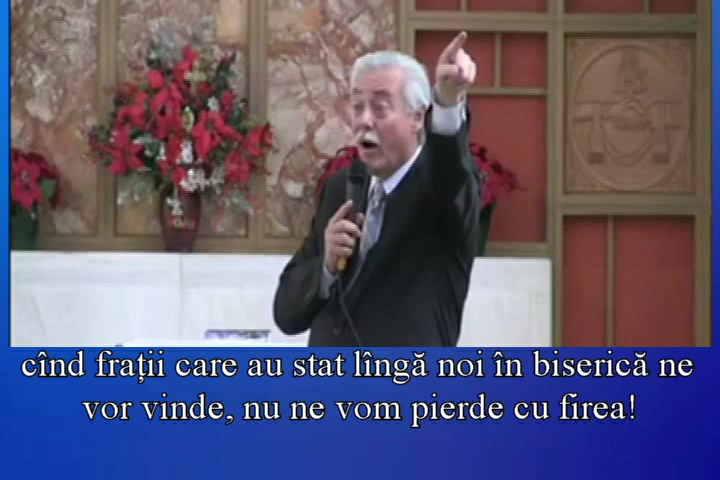 cînd frații care au stat lîngă noi în biserică ne
vor vinde, nu ne vom pierde cu firea!